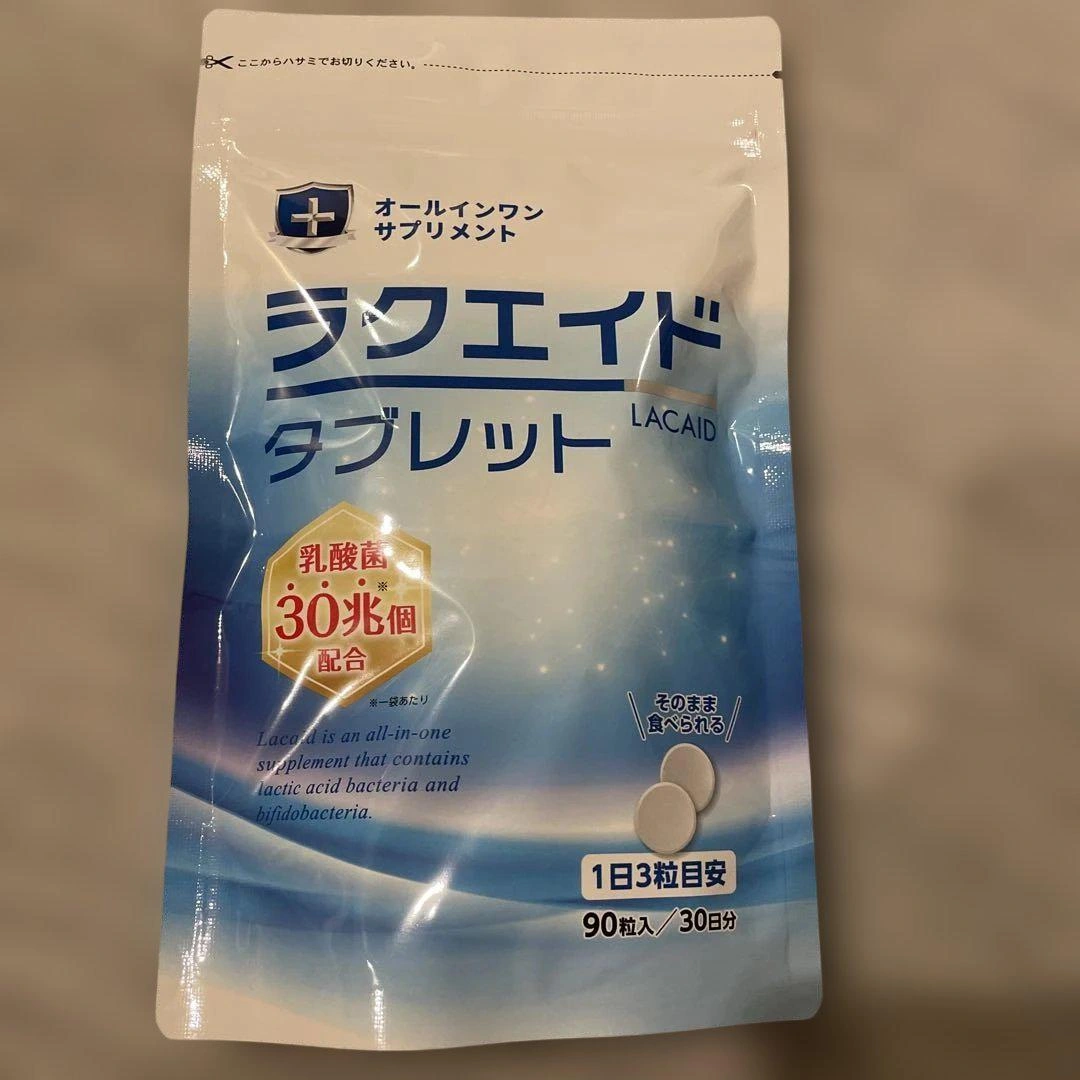 ここからハサミでお切りください。
オールインワン
サプリメント
ラクエイド
タブレット
LACAID
乳酸菌
30兆個※
配合
※一袋あたり
Lacaid is an all-in-one
supplement that contains
lactic acid bacteria and
bifidobacteria.
そのまま
食べられる
1日3粒目安
90粒入／30日分